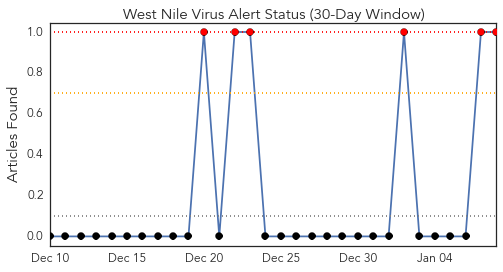 West Nile Virus Alert Status (30-Day Window)
Articles Found
1.0
0.8
0.6
0.4
0.2
0.0
Dec 10 Dec 15 Dec 20 Dec 25 Dec 30 Jan 04